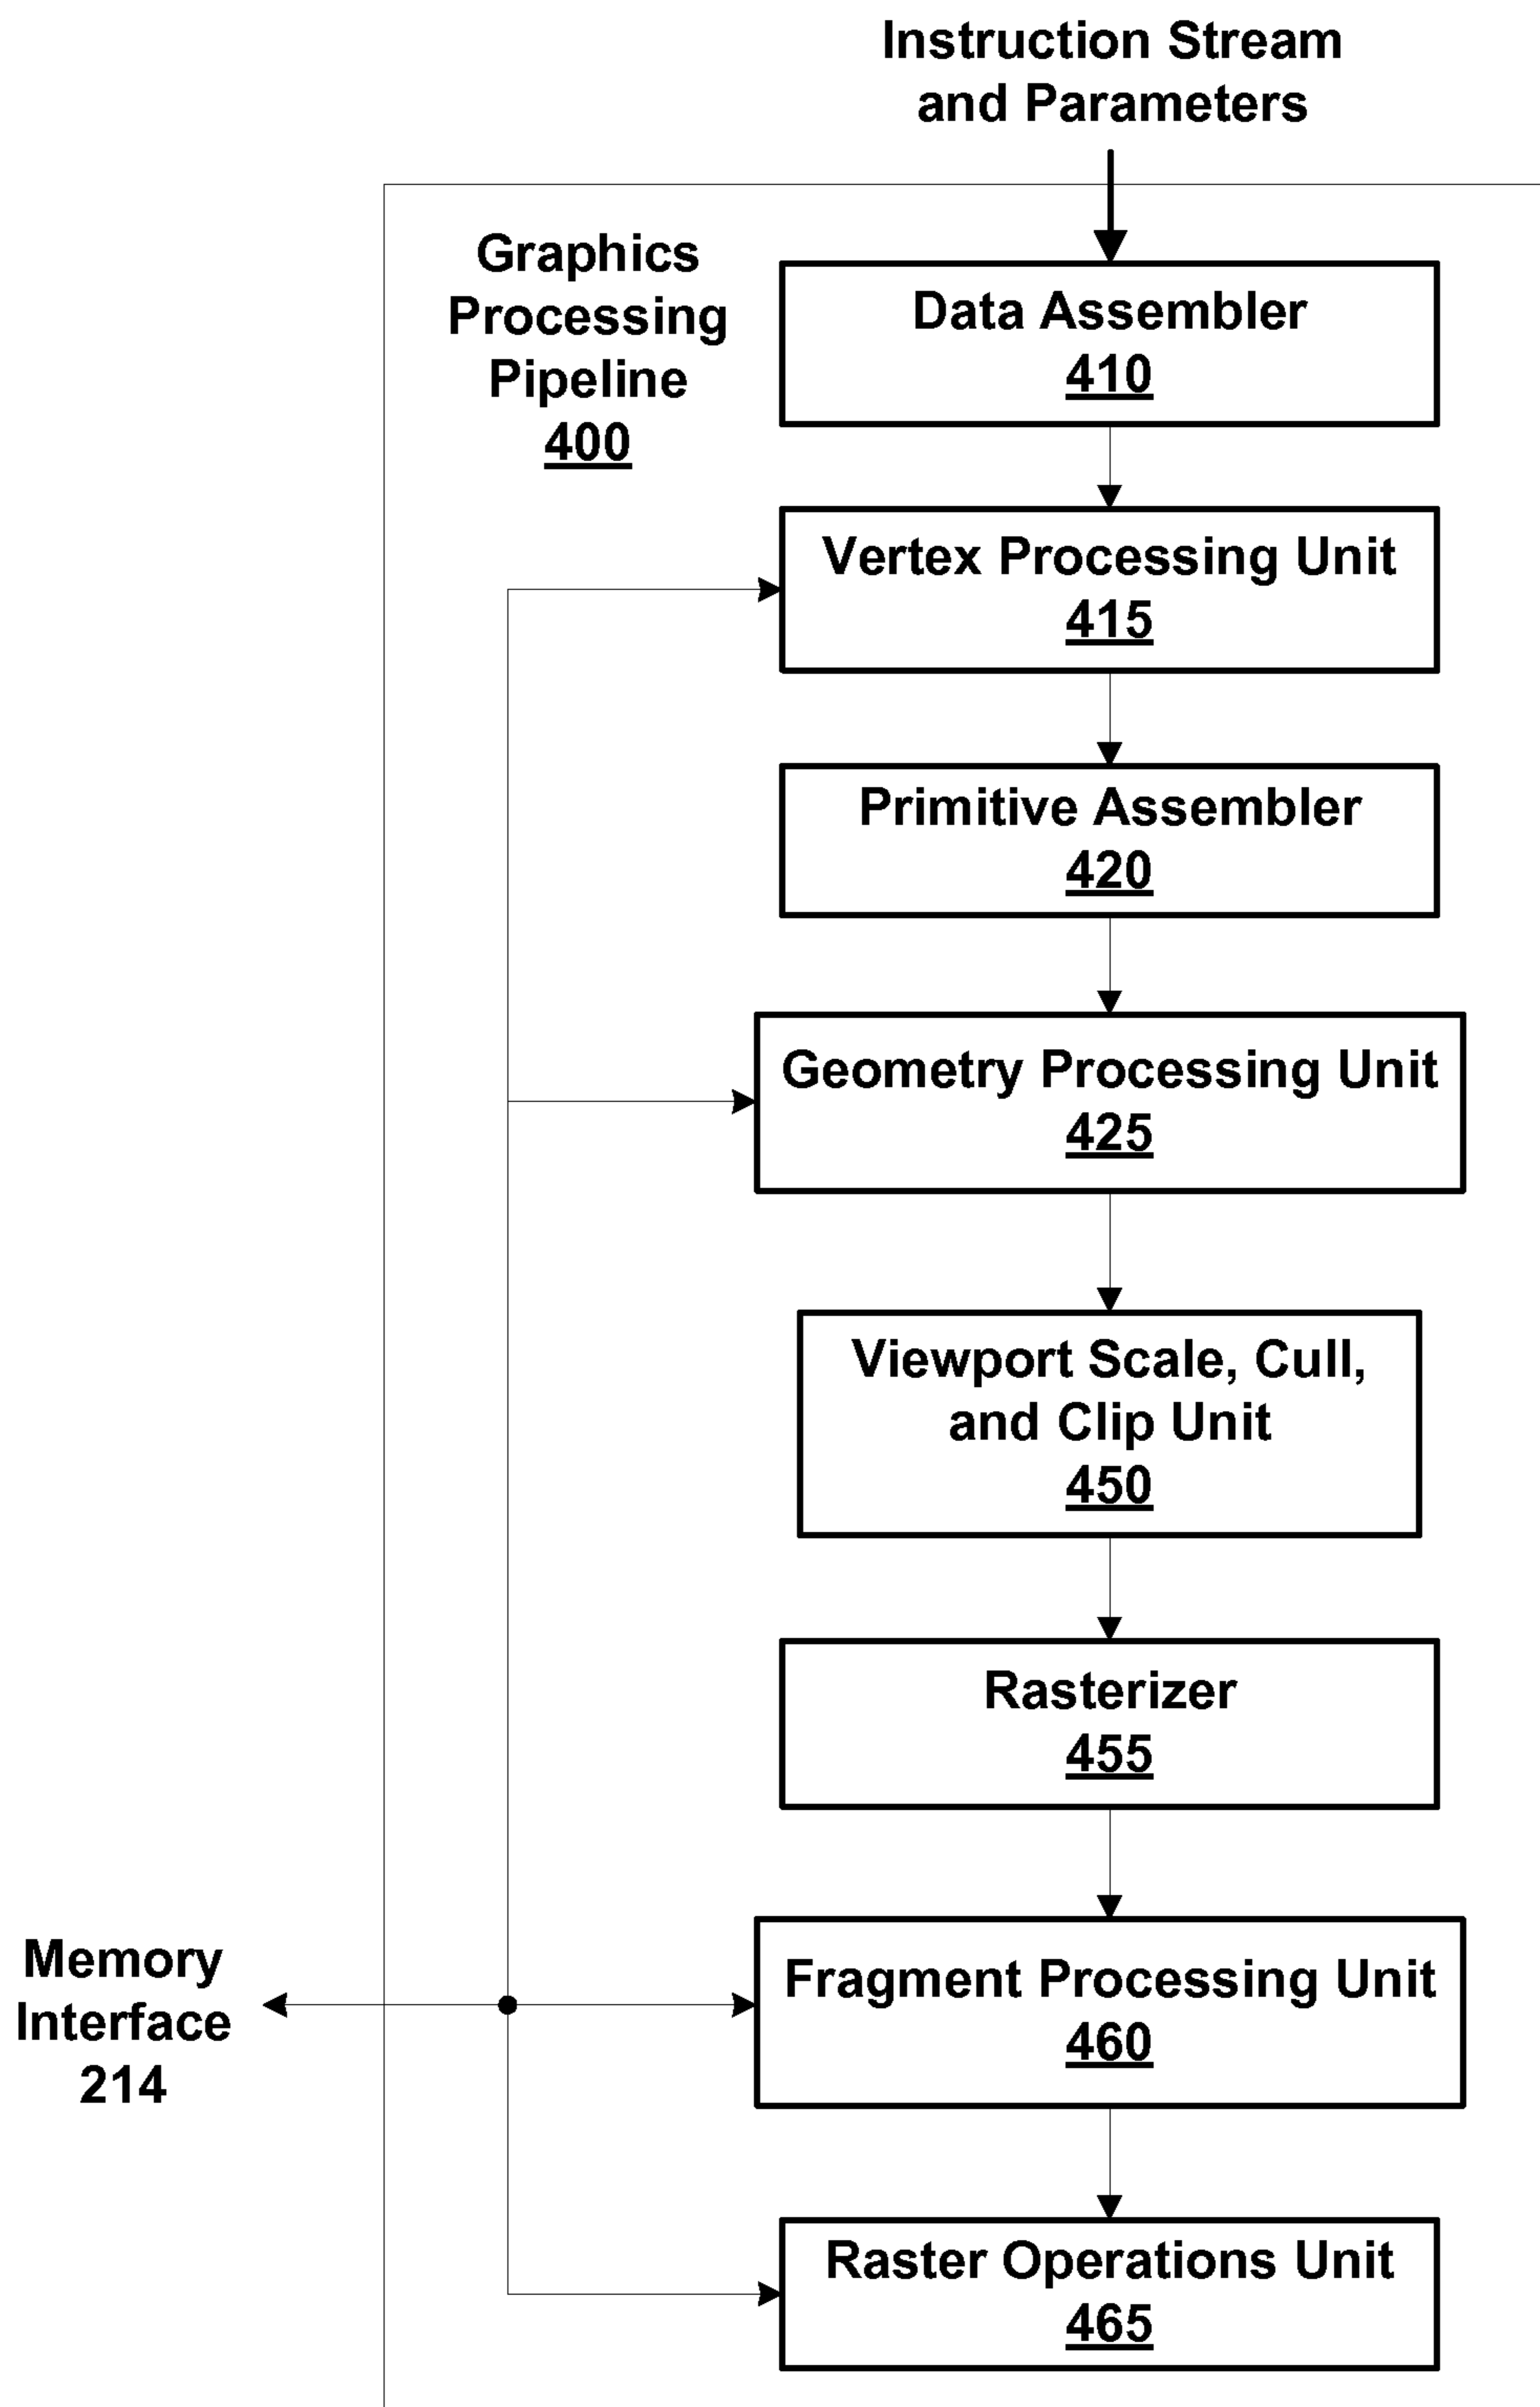 Instruction Stream
and Parameters
Graphics
Processing
Pipeline
400
Data Assembler
410
Vertex Processing Unit
415
Primitive Assembler
420
Geometry Processing Unit
425
Viewport Scale, Cull,
and Clip Unit
450
Rasterizer
455
Memory
Interface
214
Fragment Processing Unit
460
Raster Operations Unit
465